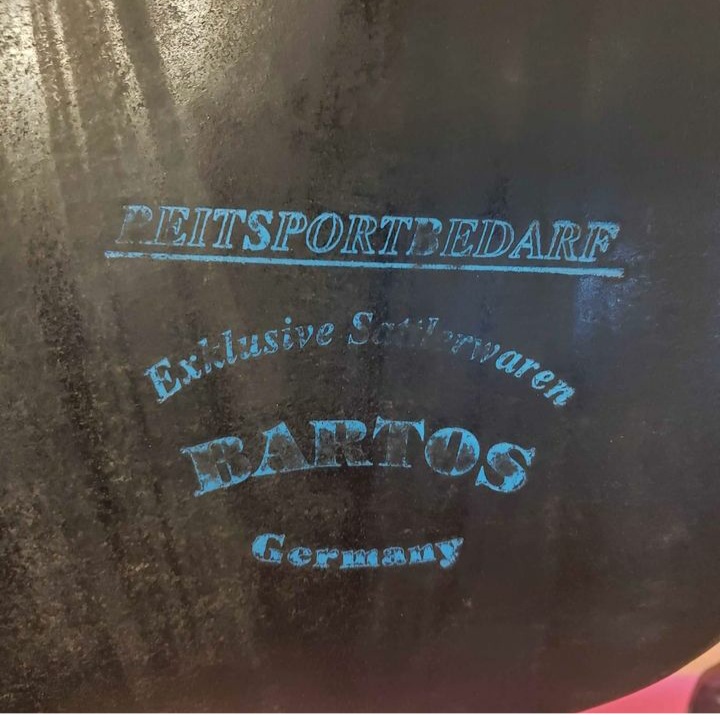 REITSPORTBEDARF
Exklusive Sattlerwaren
BARTOS
Germany